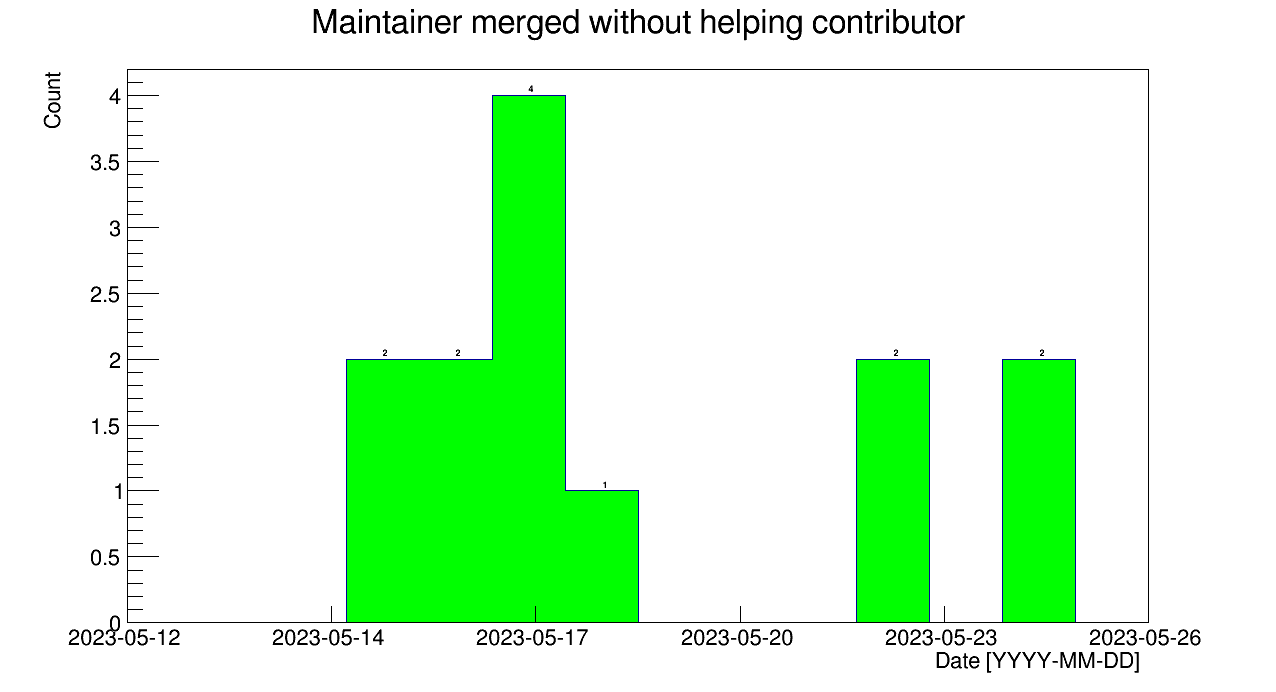 Maintainer merged without helping contributor
Count
4
3.5
3
2.5
2
1.5
1
0.5
0
4
2 2 2 2
1
2023-05-12 2023-05-14 2023-05-17 2023-05-20 2023-05-23 2023-05-26
Date [YYYY-MM-DD]